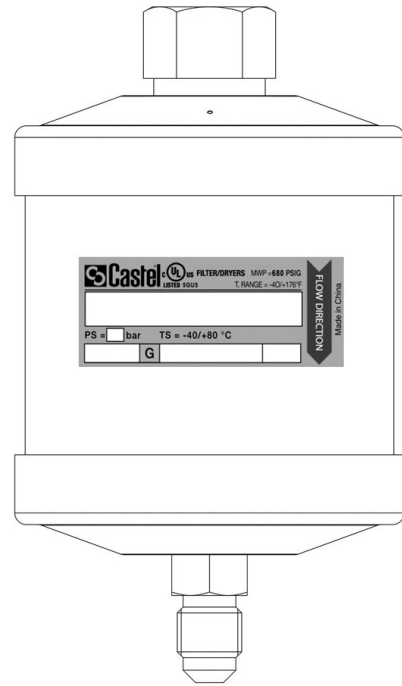 Castel c UL us FILTER/DRYERS MWP =680 PSIG
LISTED SGU5 T. RANGE = -40/+176°F
PS = bar TS = -40/+80 °C
G
FLOW DIRECTION
Made in China